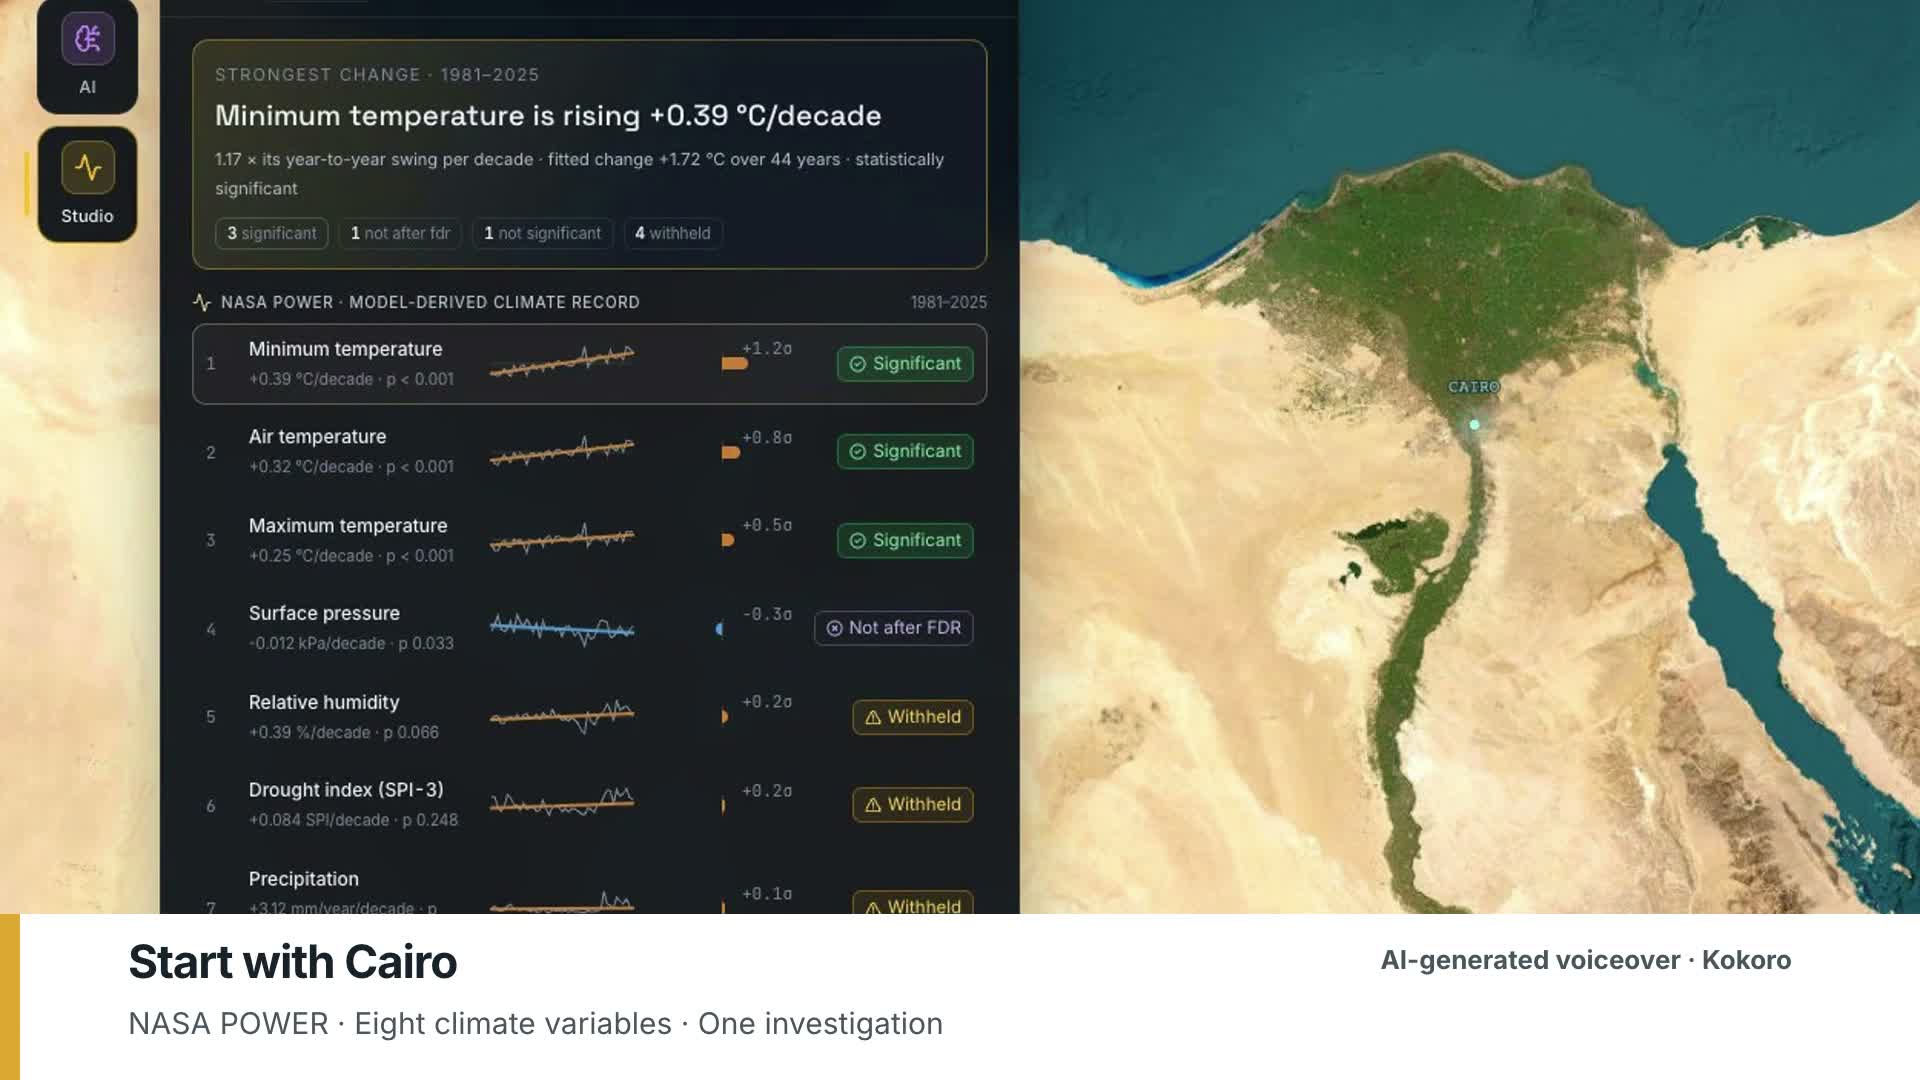 AI
Studio
STRONGEST CHANGE · 1981–2025
Minimum temperature is rising +0.39 °C/decade
1.17 × its year-to-year swing per decade · fitted change +1.72 °C over 44 years · statistically
significant
3 significant
1 not after fdr
1 not significant
4 withheld
NASA POWER · MODEL-DERIVED CLIMATE RECORD
1981–2025
1
Minimum temperature
+0.39 °C/decade · p < 0.001
+1.2σ
Significant
2
Air temperature
+0.32 °C/decade · p < 0.001
+0.8σ
Significant
3
Maximum temperature
+0.25 °C/decade · p < 0.001
+0.5σ
Significant
4
Surface pressure
-0.012 kPa/decade · p 0.033
-0.3σ
Not after FDR
5
Relative humidity
+0.39 %/decade · p 0.066
+0.2σ
Withheld
6
Drought index (SPI-3)
+0.084 SPI/decade · p 0.248
+0.2σ
Withheld
7
Precipitation
+3.12 mm/year/decade · p
+0.1σ
Withheld
CAIRO
Start with Cairo
AI-generated voiceover · Kokoro
NASA POWER · Eight climate variables · One investigation